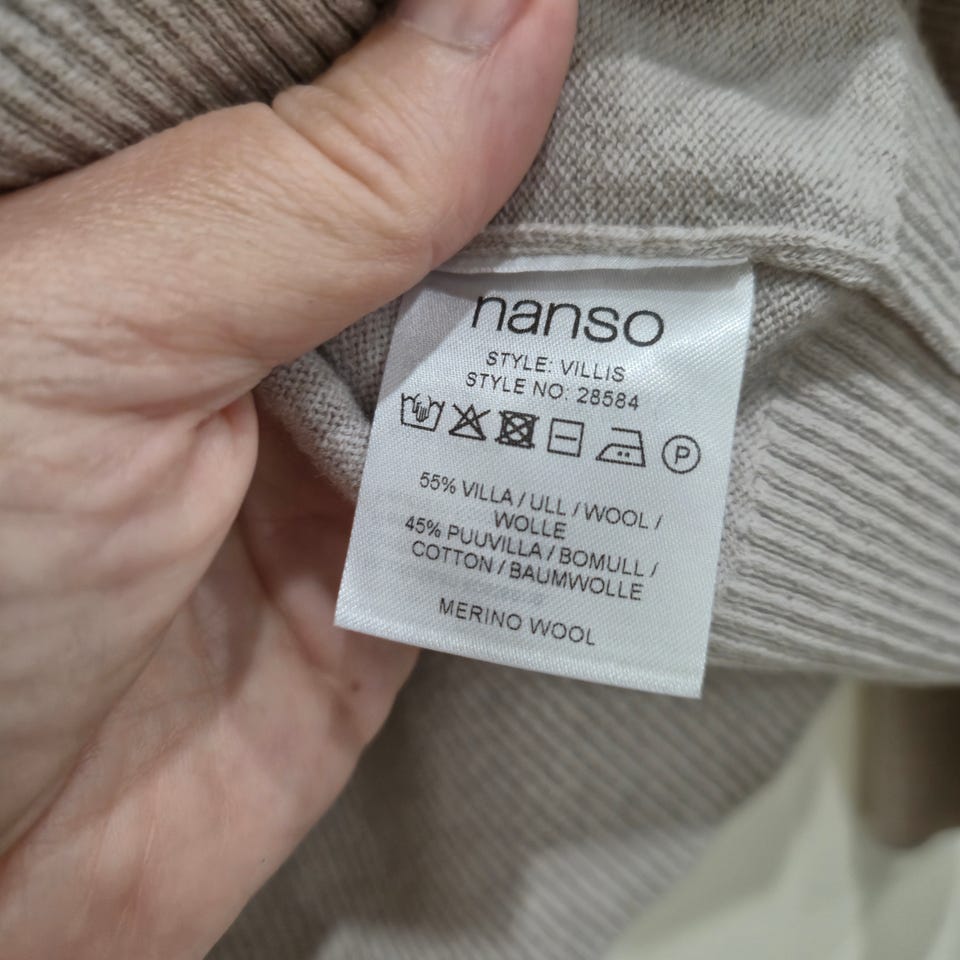 nanso
STYLE: VILLIS
STYLE NO: 28584
P
55% VILLA / ULL / WOOL /
WOLLE
45% PUUVILLA / BOMULL /
COTTON / BAUMWOLLE
MERINO WOOL